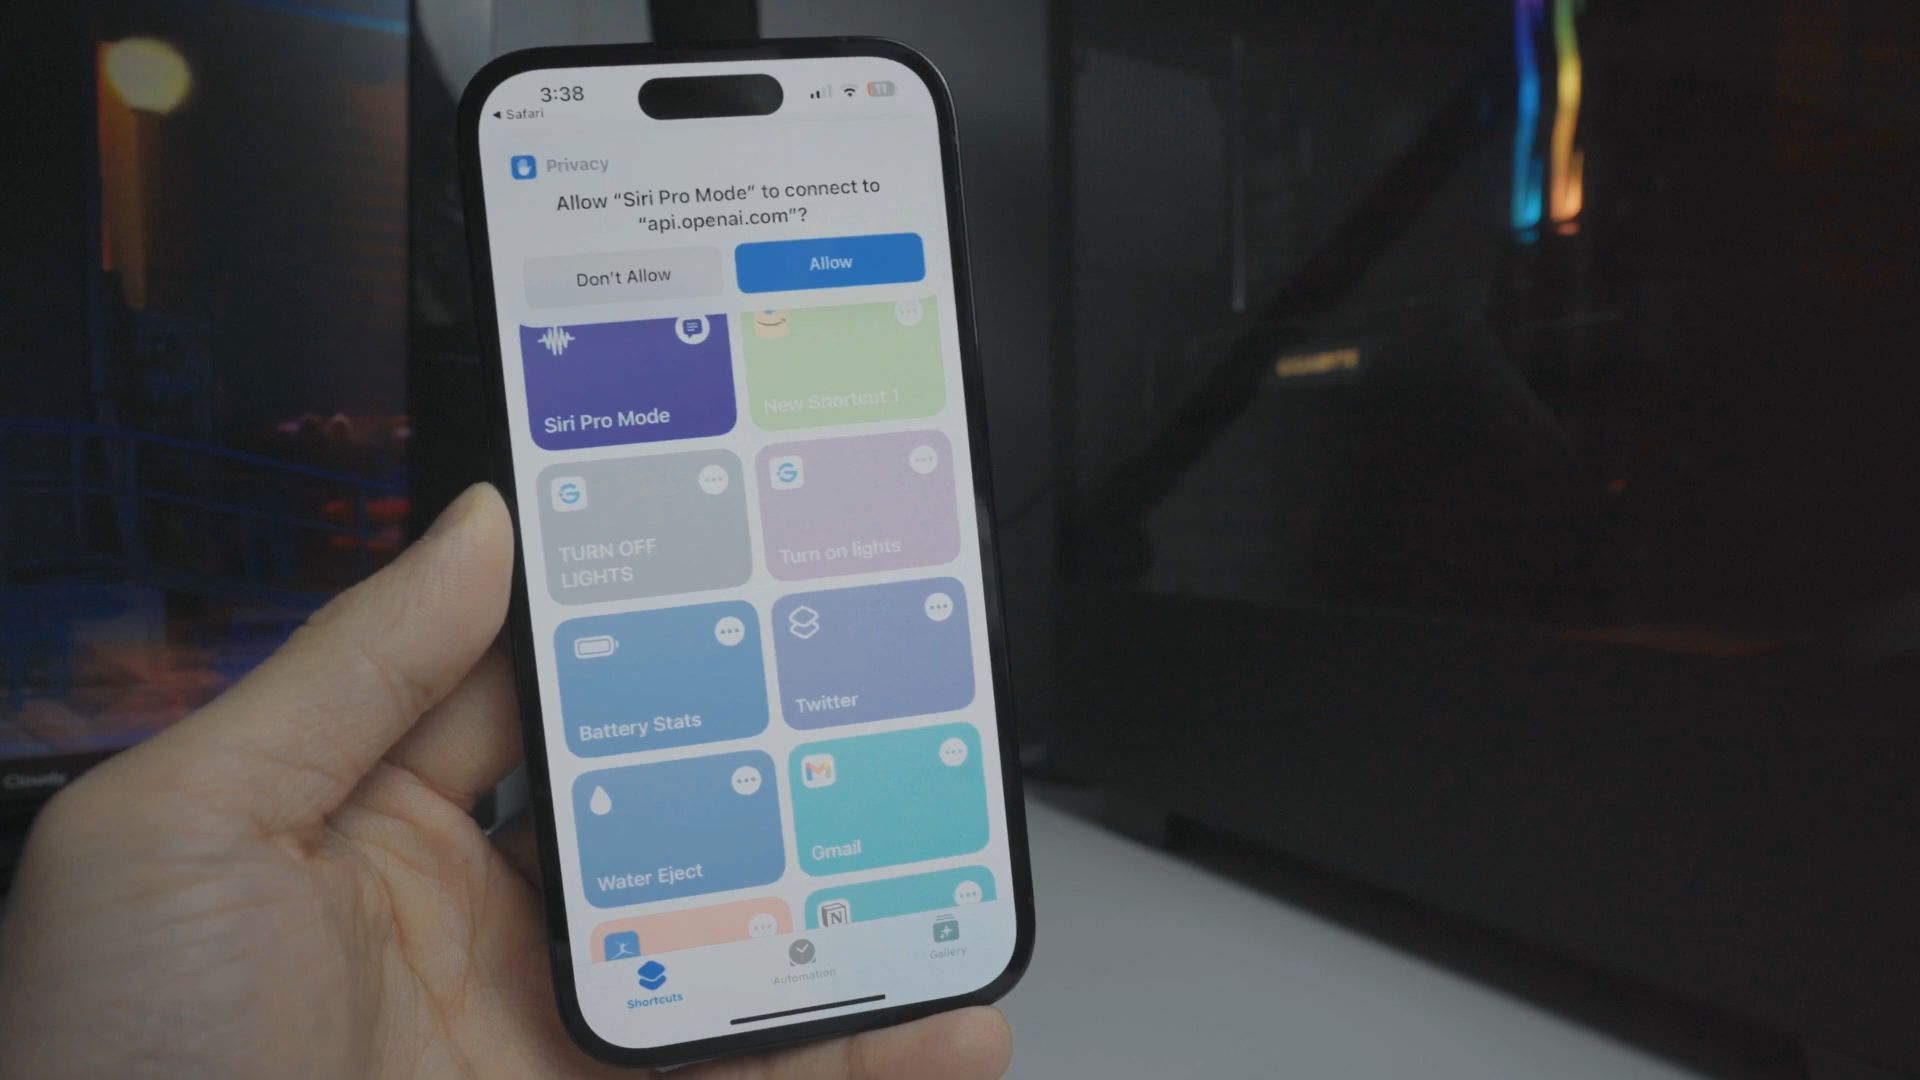 3:38
Safari
11
Privacy
Allow “Siri Pro Mode” to connect to
“api.openai.com”?
Don't Allow
Allow
Siri Pro Mode
New Shortcut 1
TURN OFF
LIGHTS
Turn on lights
Battery Stats
Twitter
Water Eject
Gmail
Shortcuts
Automation
Gallery
GIGABYTE